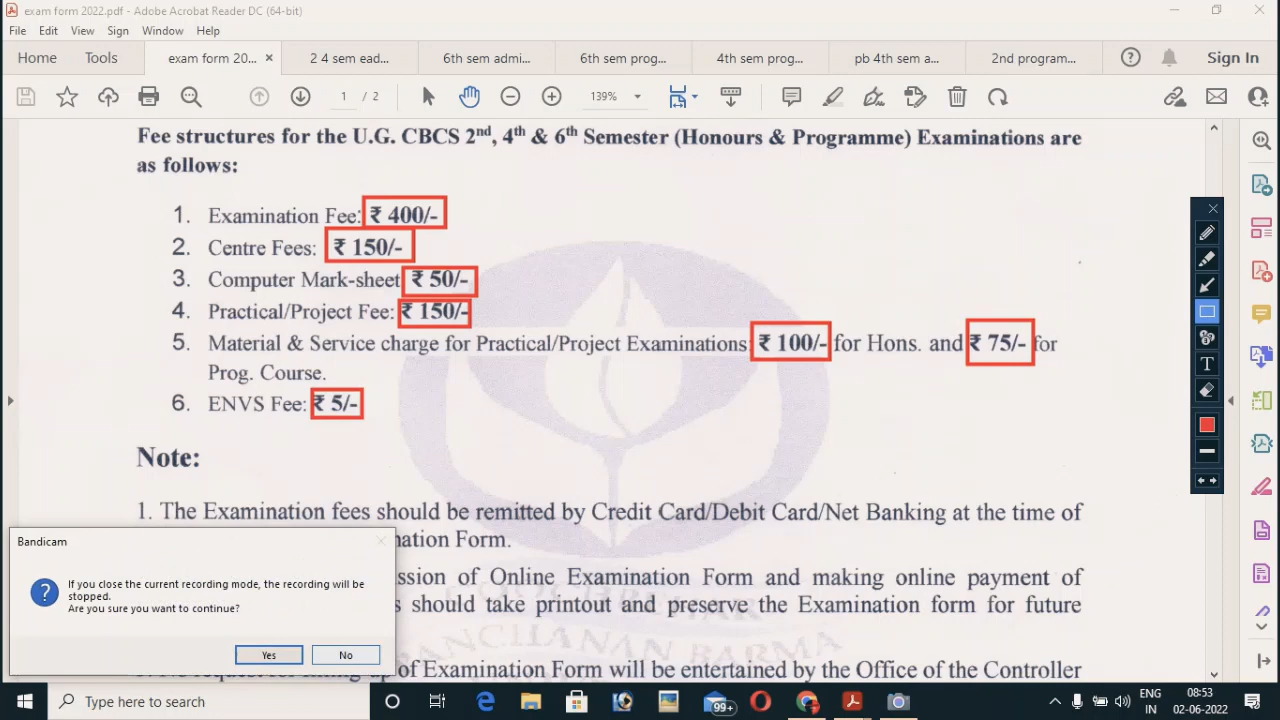 exam form 2022.pdf - Adobe Acrobat Reader DC (64-bit)
File Edit View Sign Window Help
Home Tools exam form 20... × 2 4 sem ead... 6th sem admi... 6th sem prog... 4th sem prog... pb 4th sem a... 2nd program... Sign In
1 / 2 139%
Fee structures for the U.G. CBCS 2nd, 4th & 6th Semester (Honours & Programme) Examinations are
as follows:
1. Examination Fee: ₹ 400/-
2. Centre Fees: ₹ 150/-
3. Computer Mark-sheet ₹ 50/-
4. Practical/Project Fee: ₹ 150/-
5. Material & Service charge for Practical/Project Examinations: ₹ 100/- for Hons. and ₹ 75/- for
Prog. Course.
6. ENVS Fee: ₹ 5/-
Note:
1. The Examination fees should be remitted by Credit Card/Debit Card/Net Banking at the time of
nation Form.
ssion of Online Examination Form and making online payment of
s should take printout and preserve the Examination form for future
up of Examination Form will be entertained by the Office of the Controller
PANCHANAN BARMA
Bandicam
If you close the current recording mode, the recording will be
stopped.
Are you sure you want to continue?
Yes No
T
Type here to search
99+
ENG
IN
08:53
02-06-2022